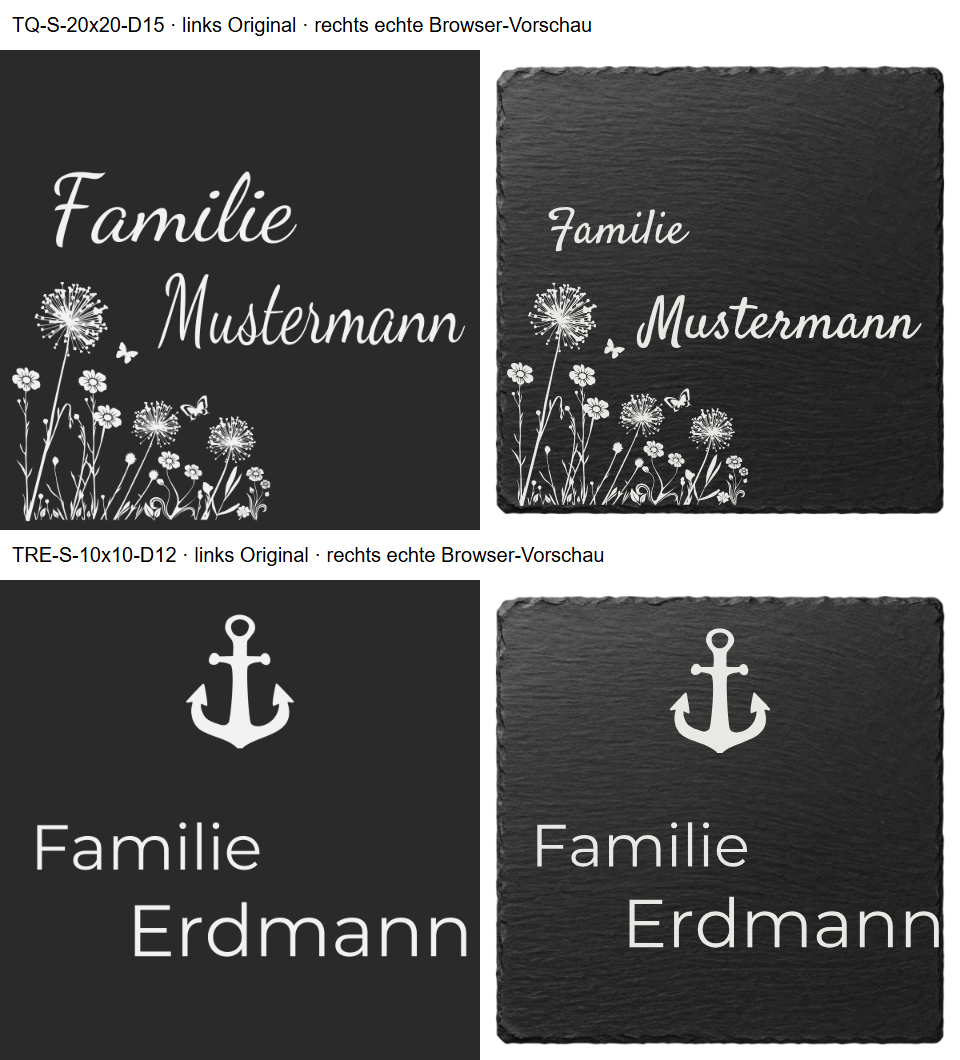 TQ-S-20x20-D15 · links Original · rechts echte Browser-Vorschau
Familie
Mustermann
Familie
Mustermann
TRE-S-10x10-D12 · links Original · rechts echte Browser-Vorschau
Familie
Erdmann
Familie
Erdmann